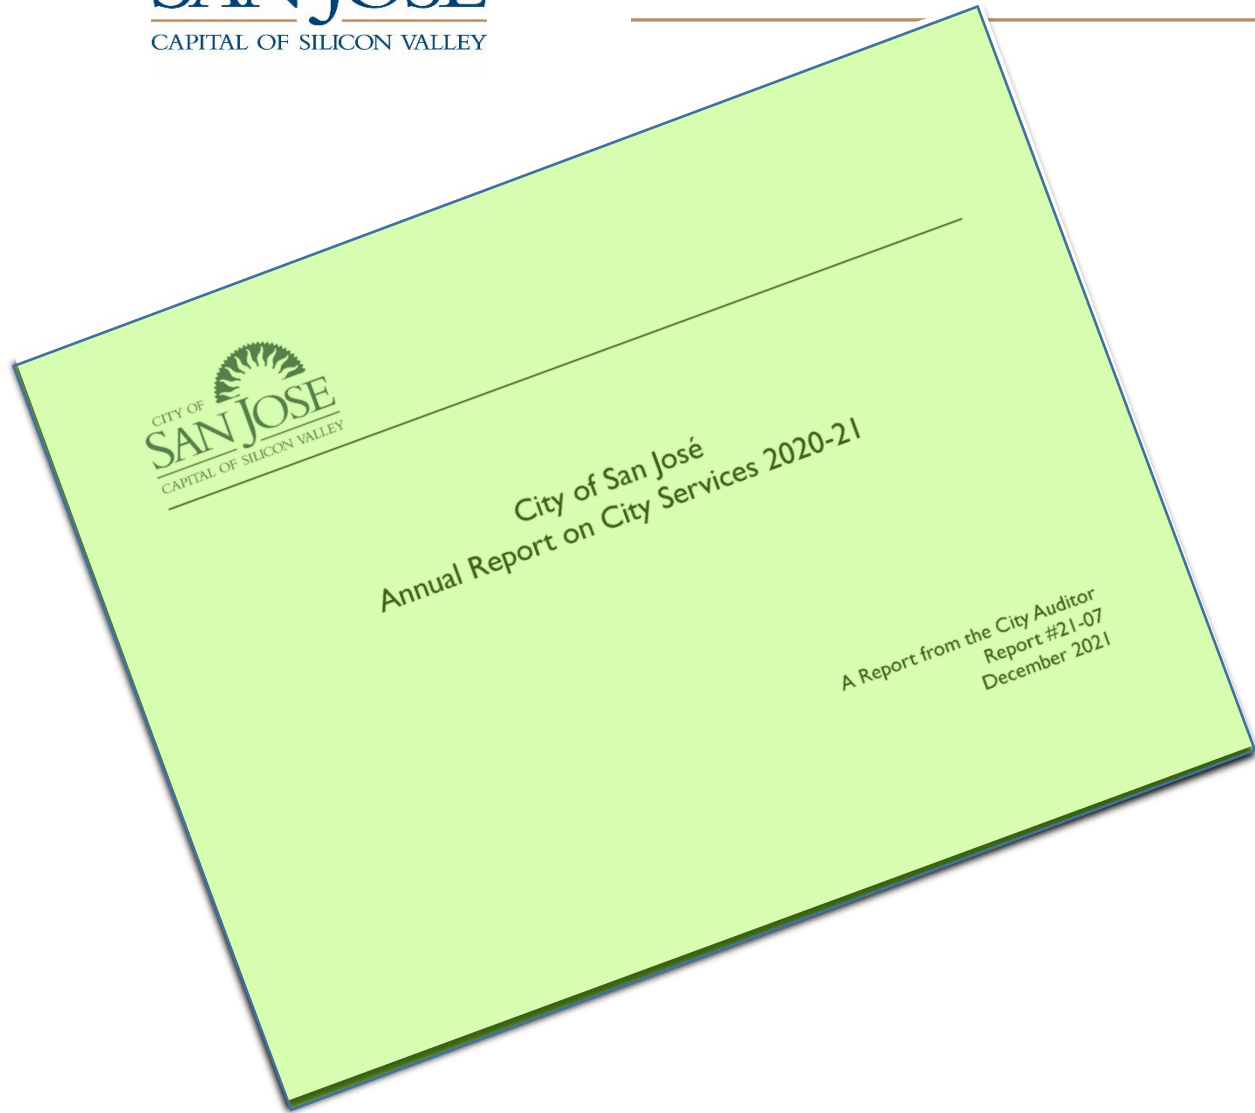 SAN JOSE
CAPITAL OF SILICON VALLEY
CITY OF
SAN JOSE
CAPITAL OF SILICON VALLEY
City of San José
Annual Report on City Services 2020-21
A Report from the City Auditor
Report #21-07
December 2021